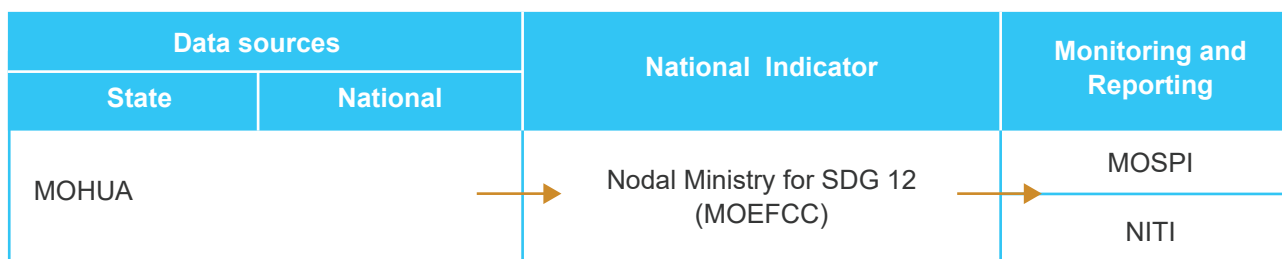 Data sources
State
National
National Indicator
Monitoring and
Reporting
MOHUA
Nodal Ministry for SDG 12
(MOEFCC)
MOSPI
NITI